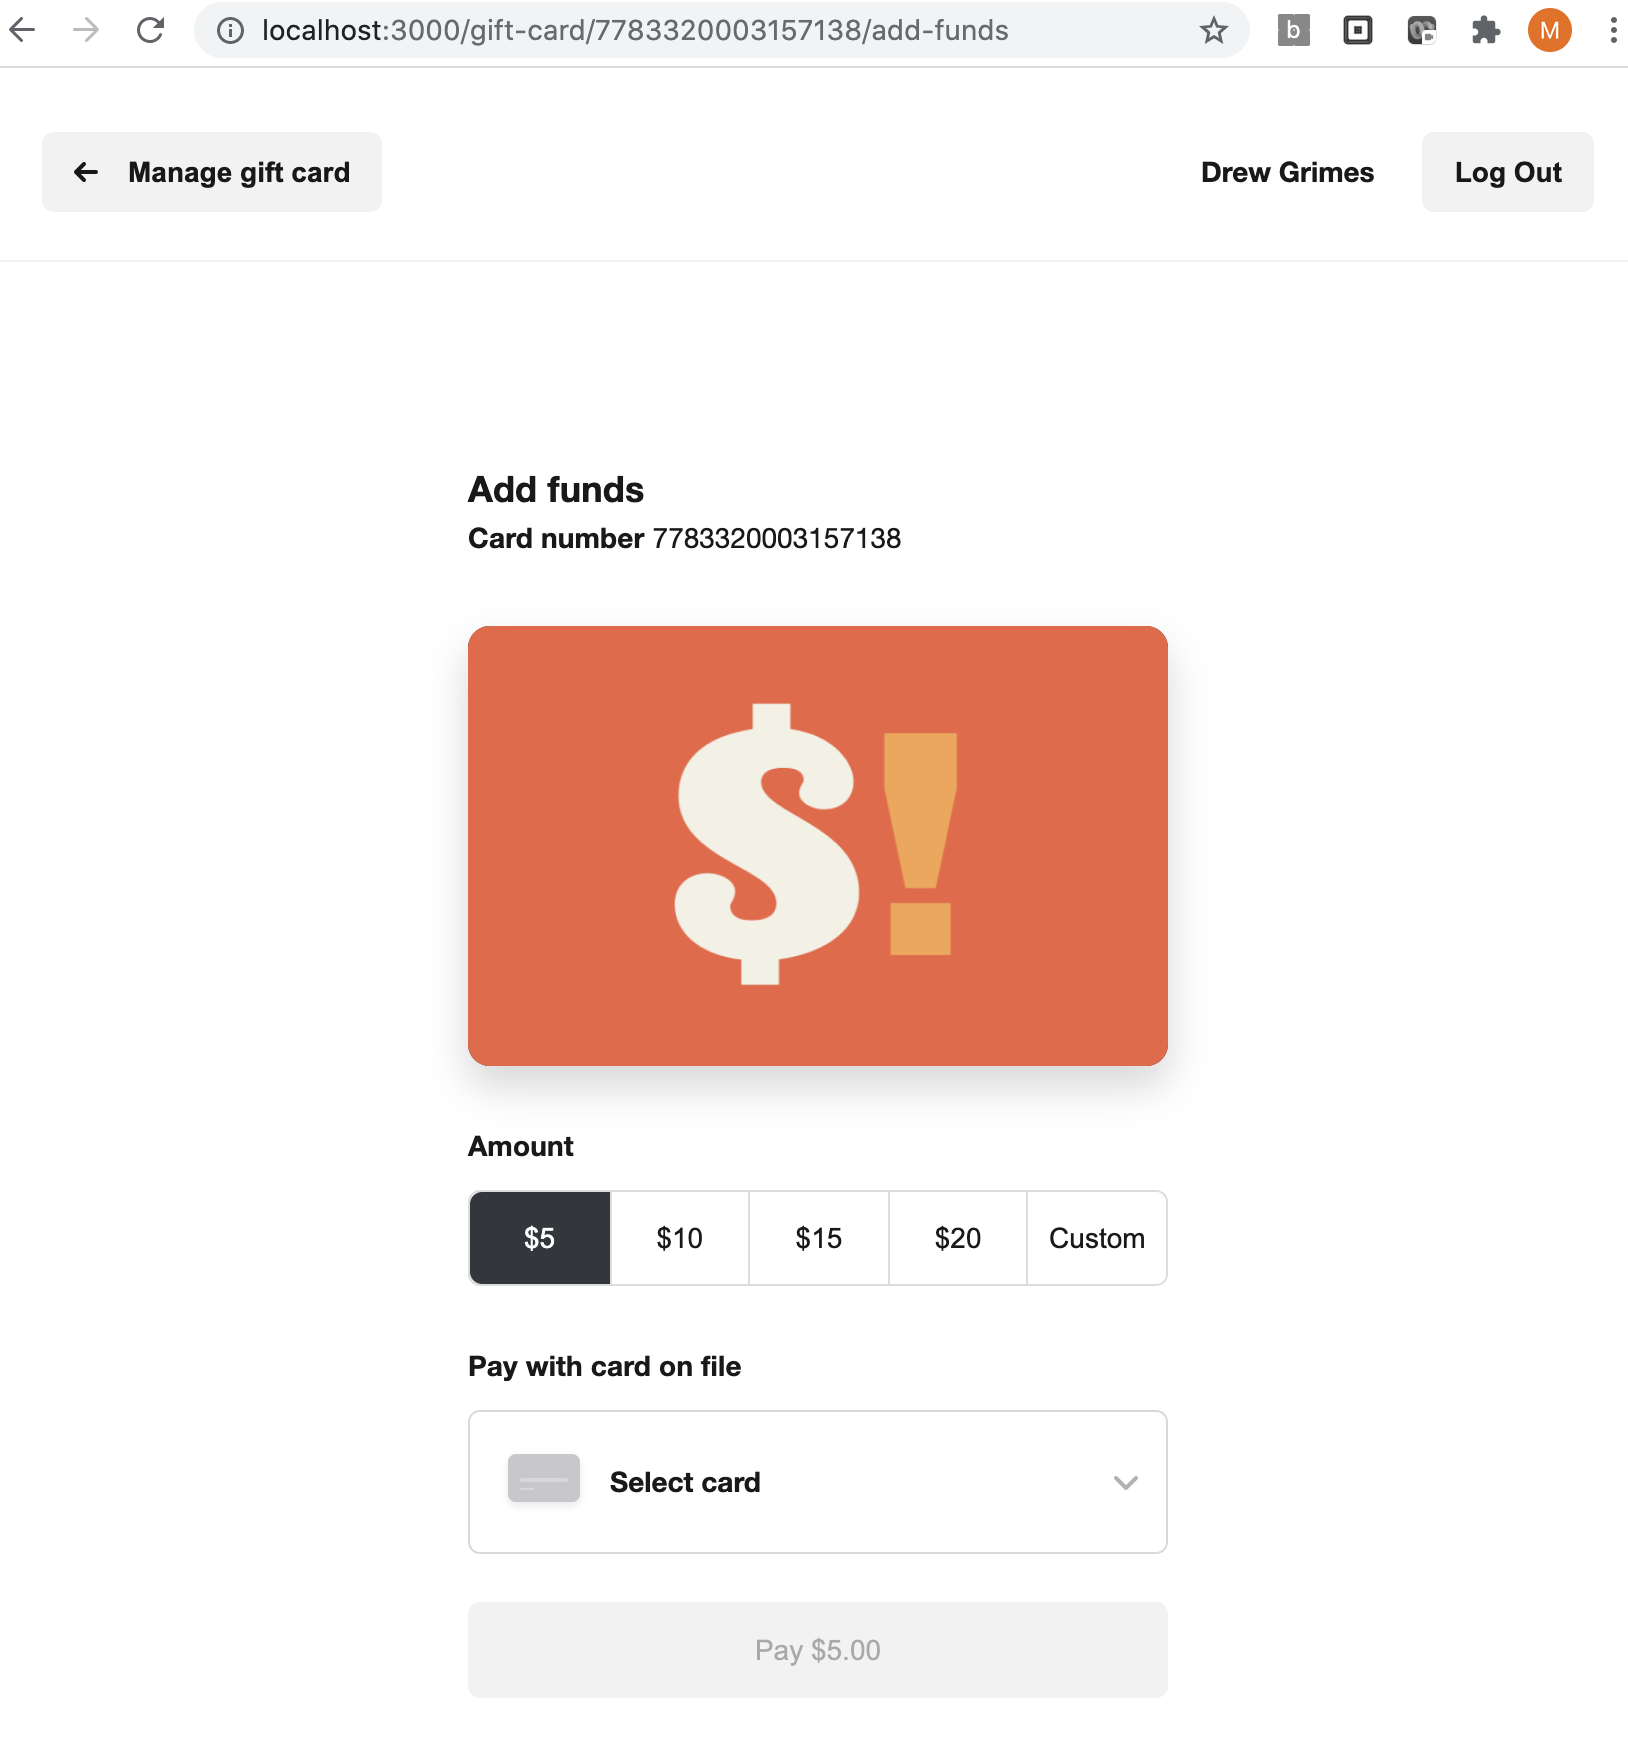 localhost:3000/gift-card/7783320003157138/add-funds
b
M
Manage gift card
Drew Grimes
Log Out
Add funds
Card number 7783320003157138
$!
Amount
$5 $10 $15 $20 Custom
Pay with card on file
Select card
Pay $5.00